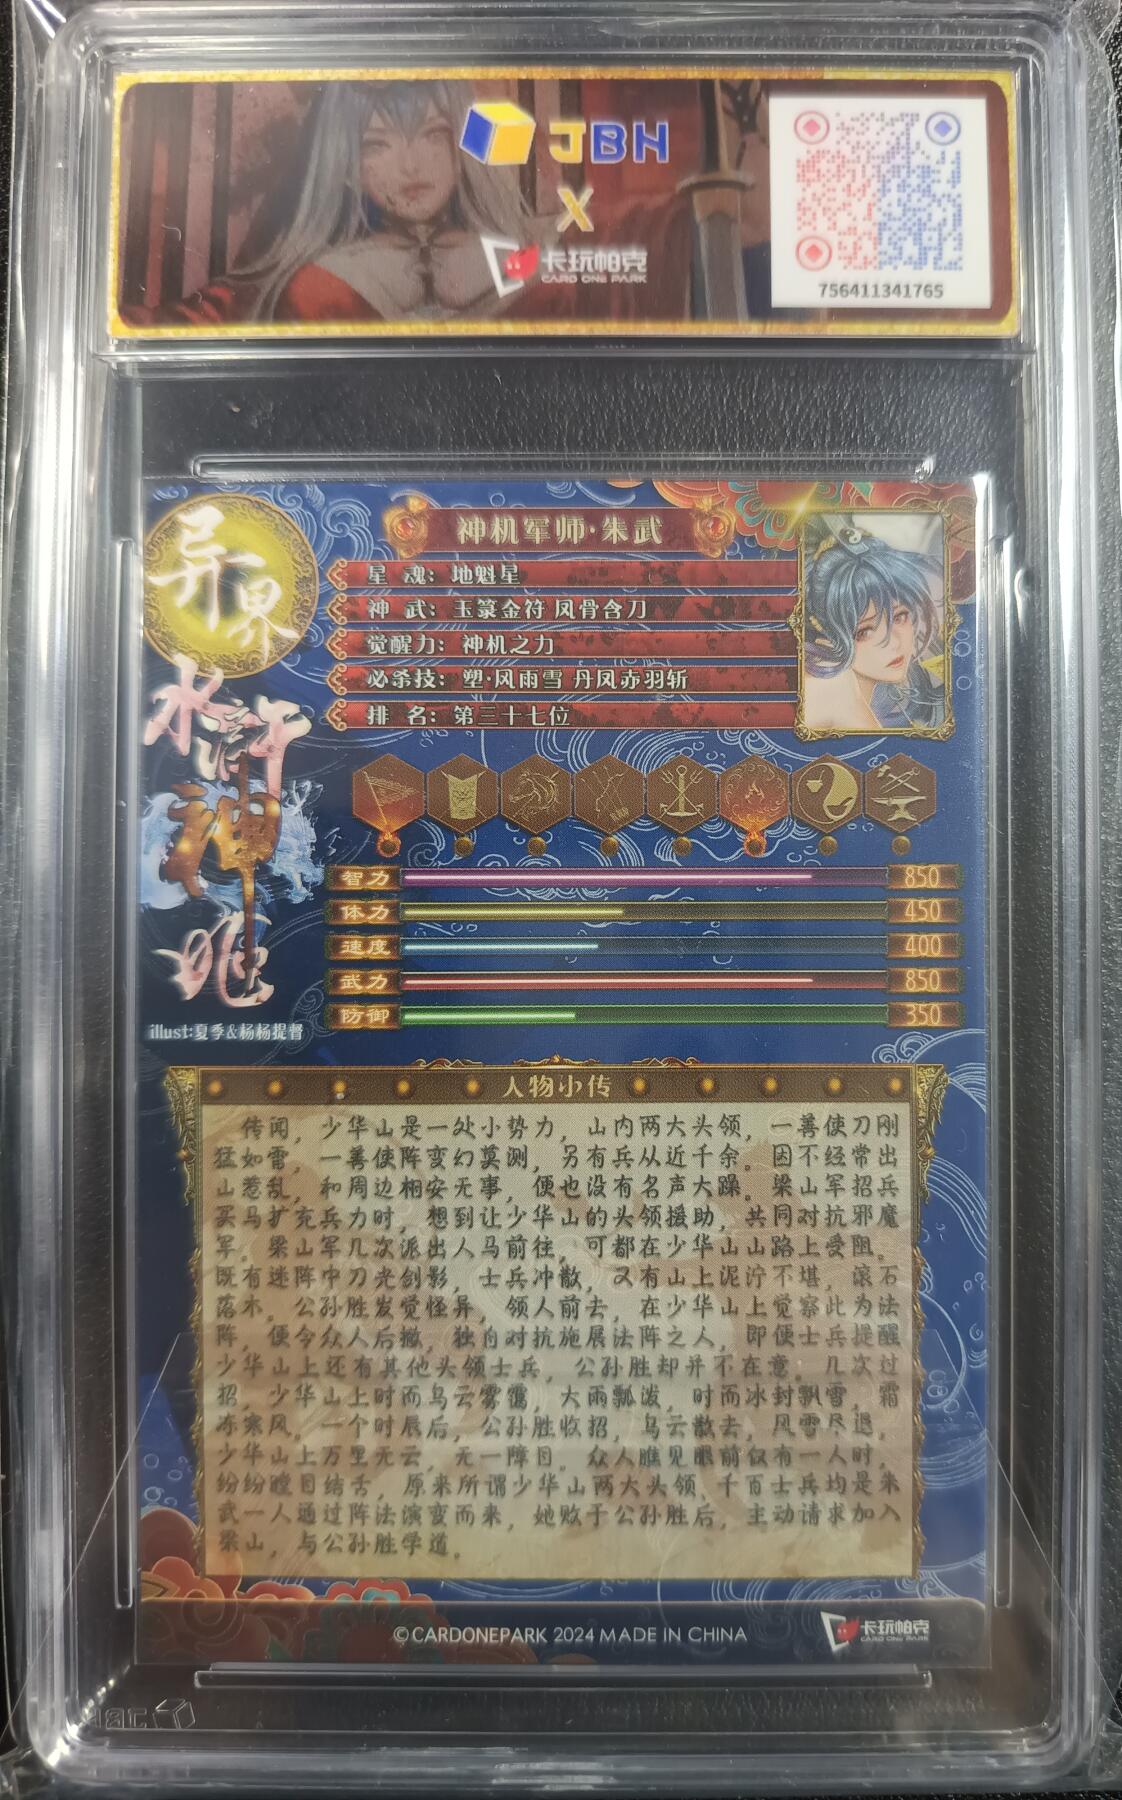 JBH
X
卡玩帕克
CARD ONE PARK
756411341765
异界
水浒神姬
illust:夏季&杨杨提督
神机军师·朱武
星 魂: 地魁星
神 武: 玉箓金符 凤骨含刀
觉醒力: 神机之力
必杀技: 塑·风雨雪 丹凤赤羽斩
排 名: 第三十七位
智力 850
体力 450
速度 400
武力 850
防御 350
人物小传
传闻，少华山是一处小势力，山内两大头领，一善使刀刚
猛如雷，一善使阵变幻莫测，另有兵从近千余。因不经常出
山惹乱，和周边相安无事，便也没有名声大躁。梁山军招兵
买马扩充兵力时，想到让少华山的头领援助，共同对抗邪魔
军。梁山军几次派出人马前往，可都在少华山山路上受阻。
既有迷阵中刀光剑影，士兵冲散，又有山上泥泞不堪，滚石
落木。公孙胜发觉怪异，领人前去，在少华山上觉察此为法
阵，便令众人后撤，独自对抗施展法阵之人，即便士兵提醒
少华山上还有其他头领士兵，公孙胜却并不在意。几次过
招，少华山上时而乌云雾霭，大雨瓢泼，时而冰封飘雪，霜
冻寒风。一个时辰后，公孙胜收招，乌云散去，风雪尽退，
少华山上万里无云，无一障目。众人瞧见眼前仅有一人时，
纷纷瞠目结舌，原来所谓少华山两大头领，千百士兵均是朱
武一人通过阵法演变而来，她败于公孙胜后，主动请求加入
梁山，与公孙胜学道。
©CARDONEPARK 2024 MADE IN CHINA
卡玩帕克
CARD ONE PARK